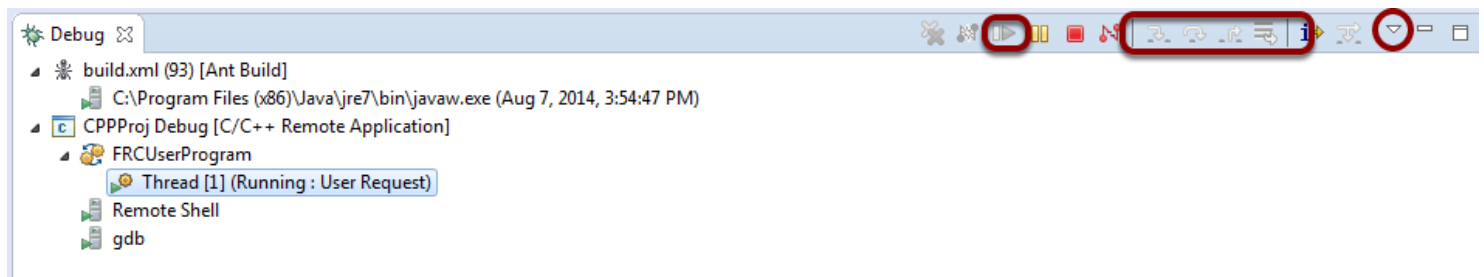 Debug
build.xml (93) [Ant Build]
C:\Program Files (x86)\Java\jre7\bin\javaw.exe (Aug 7, 2014, 3:54:47 PM)
CPPProj Debug [C/C++ Remote Application]
FRCUserProgram
Thread [1] (Running : User Request)
Remote Shell
gdb